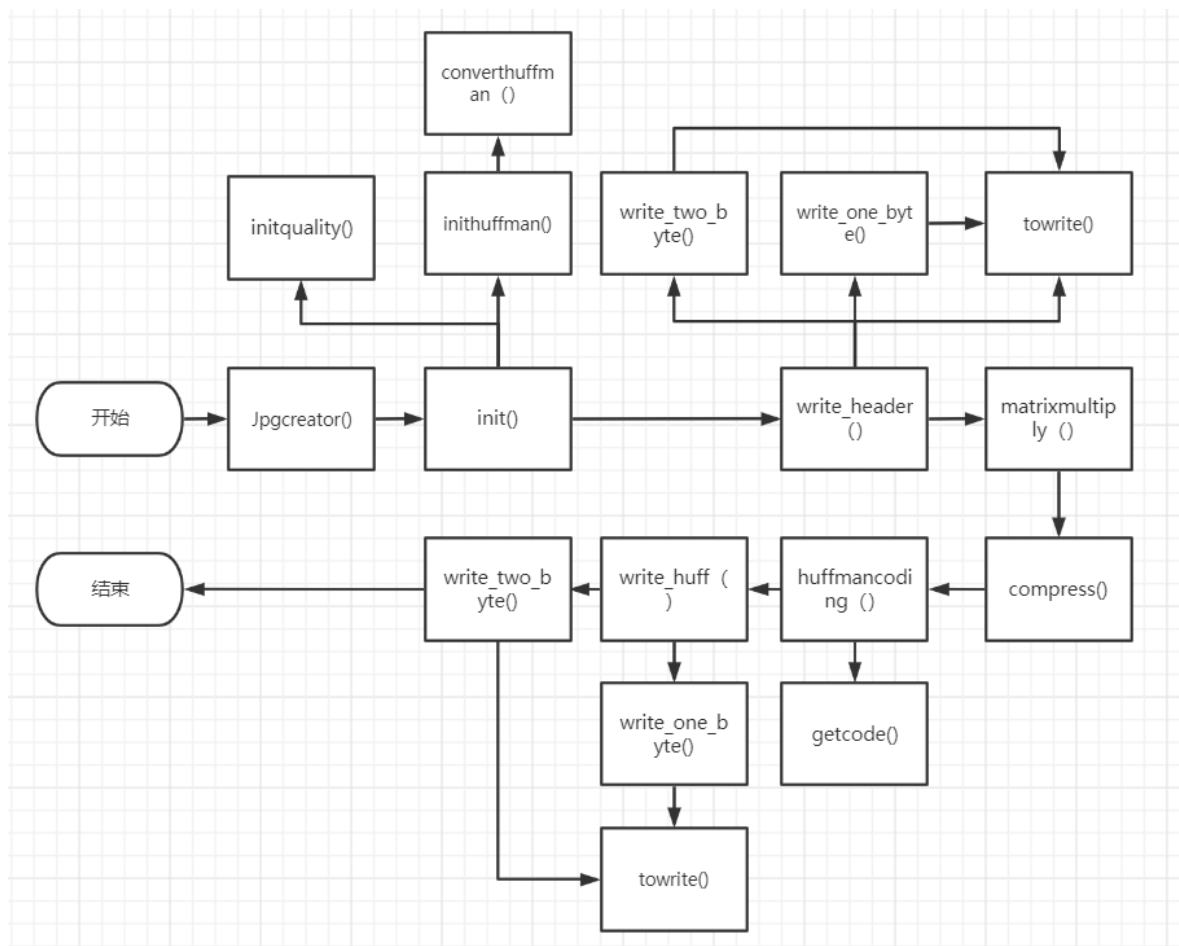 converthuffm
an（）
initquality()
inithuffman()
write_two_b
yte()
write_one_byt
e()
towrite()
开始
Jpgcreator()
init()
write_header
（）
matrixmultip
ly（）
结束
write_two_b
yte()
write_huff（
）
huffmancodi
ng（）
compress()
write_one_b
yte()
getcode()
towrite()